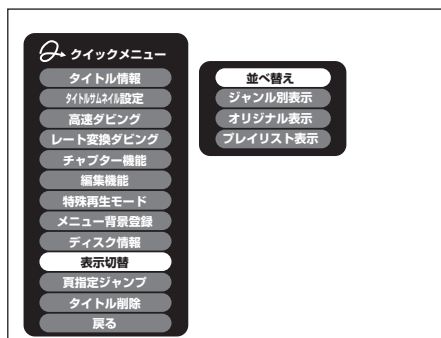 クイックメニュー
タイトル情報
タイトルサムネイル設定
高速ダビング
レート変換ダビング
チャプター機能
編集機能
特殊再生モード
メニュー背景登録
ディスク情報
表示切替
頁指定ジャンプ
タイトル削除
戻る
並べ替え
ジャンル別表示
オリジナル表示
プレイリスト表示